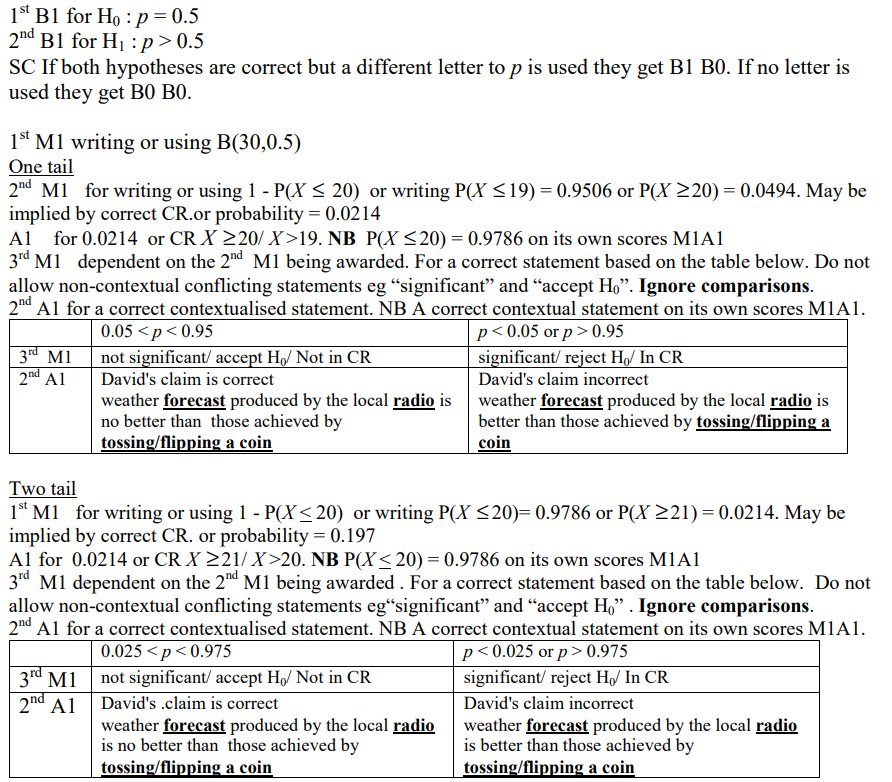 1st B1 for H0 : p = 0.5
2nd B1 for H1 : p > 0.5
SC If both hypotheses are correct but a different letter to p is used they get B1 B0. If no letter is
used they get B0 B0.
1st M1 writing or using B(30,0.5)
One tail
2nd M1 for writing or using 1 - P(X ≤ 20) or writing P(X ≤ 19) = 0.9506 or P(X ≥ 20) = 0.0494. May be
implied by correct CR.or probability = 0.0214
A1 for 0.0214 or CR X ≥ 20/ X>19. NB P(X ≤ 20) = 0.9786 on its own scores M1A1
3rd M1 dependent on the 2nd M1 being awarded. For a correct statement based on the table below. Do not
allow non-contextual conflicting statements eg “significant” and “accept H0”. Ignore comparisons.
2nd A1 for a correct contextualised statement. NB A correct contextual statement on its own scores M1A1.
0.05 < p < 0.95 p < 0.05 or p > 0.95
3rd M1 not significant/ accept H0/ Not in CR significant/ reject H0/ In CR
2nd A1 David's claim is correct David's claim incorrect
weather forecast produced by the local radio is weather forecast produced by the local radio is
no better than those achieved by better than those achieved by tossing/flipping a
tossing/flipping a coin coin
Two tail
1st M1 for writing or using 1 - P(X ≤ 20) or writing P(X ≤ 20)= 0.9786 or P(X ≥ 21) = 0.0214. May be
implied by correct CR. or probability = 0.197
A1 for 0.0214 or CR X ≥ 21/ X>20. NB P(X ≤ 20) = 0.9786 on its own scores M1A1
3rd M1 dependent on the 2nd M1 being awarded . For a correct statement based on the table below. Do not
allow non-contextual conflicting statements eg“significant” and “accept H0” . Ignore comparisons.
2nd A1 for a correct contextualised statement. NB A correct contextual statement on its own scores M1A1.
0.025 < p < 0.975 p < 0.025 or p > 0.975
3rd M1 not significant/ accept H0/ Not in CR significant/ reject H0/ In CR
2nd A1 David's .claim is correct David's claim incorrect
weather forecast produced by the local radio weather forecast produced by the local radio
is no better than those achieved by is better than those achieved by
tossing/flipping a coin tossing/flipping a coin